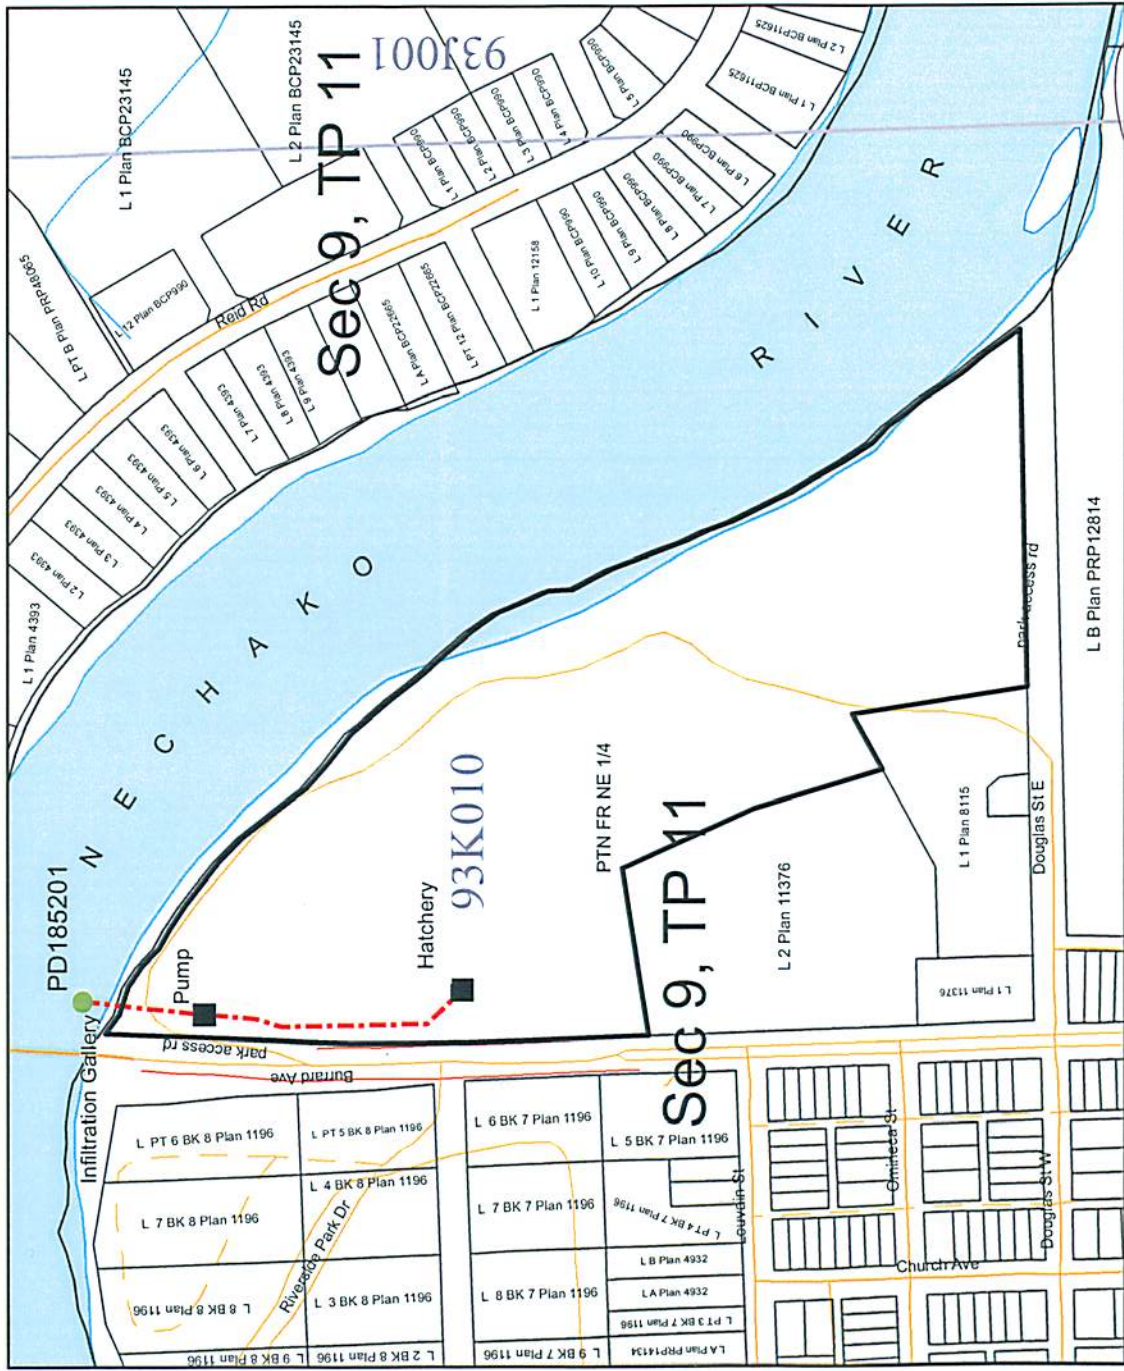 L 1 Plan BCP23145
L 2 Plan BCP23145
93J001
Sec 9, TP 11
L PT B Plan PRP48065
L 12 Plan BCP990
Reid Rd
L 1 Plan BCP990
L 2 Plan BCP990
L 3 Plan BCP990
L 4 Plan BCP990
L 5 Plan BCP990
L 2 Plan BCP11625
L 1 Plan BCP11625
L 6 Plan BCP990
L 7 Plan BCP990
L 8 Plan BCP990
L 9 Plan BCP990
L 10 Plan BCP990
L 1 Plan 12158
L PT 12 Plan BCP22665
L A Plan BCP22665
L 9 Plan 4393
L 8 Plan 4393
L 7 Plan 4393
L 6 Plan 4393
L 5 Plan 4393
L 4 Plan 4393
L 3 Plan 4393
L 2 Plan 4393
L 1 Plan 4393
NECHAKO
RIVER
PD185201
Infiltration Gallery
Pump
Hatchery
93K010
PTN FR NE 1/4
Sec 9, TP 11
L 2 Plan 11376
L 1 Plan 8115
L 1 Plan 11376
park access rd
Douglas St E
L B Plan PRP12814
park access rd
Burrard Ave
L PT 6 BK 8 Plan 1196
L PT 5 BK 8 Plan 1196
L 6 BK 7 Plan 1196
L 5 BK 7 Plan 1196
L 7 BK 8 Plan 1196
L 4 BK 8 Plan 1196
L 7 BK 7 Plan 1196
L PT 4 BK 7 Plan 1196
Riverside Park Dr
L 8 BK 8 Plan 1196
L 3 BK 8 Plan 1196
L 8 BK 7 Plan 1196
L B Plan 4932
L A Plan 4932
L PT 3 BK 7 Plan 1196
L 9 BK 8 Plan 1196
L 2 BK 8 Plan 1196
L 9 BK 7 Plan 1196
L A Plan PRP14134
Louvain St
Omineca St
Douglas St W
Church Ave